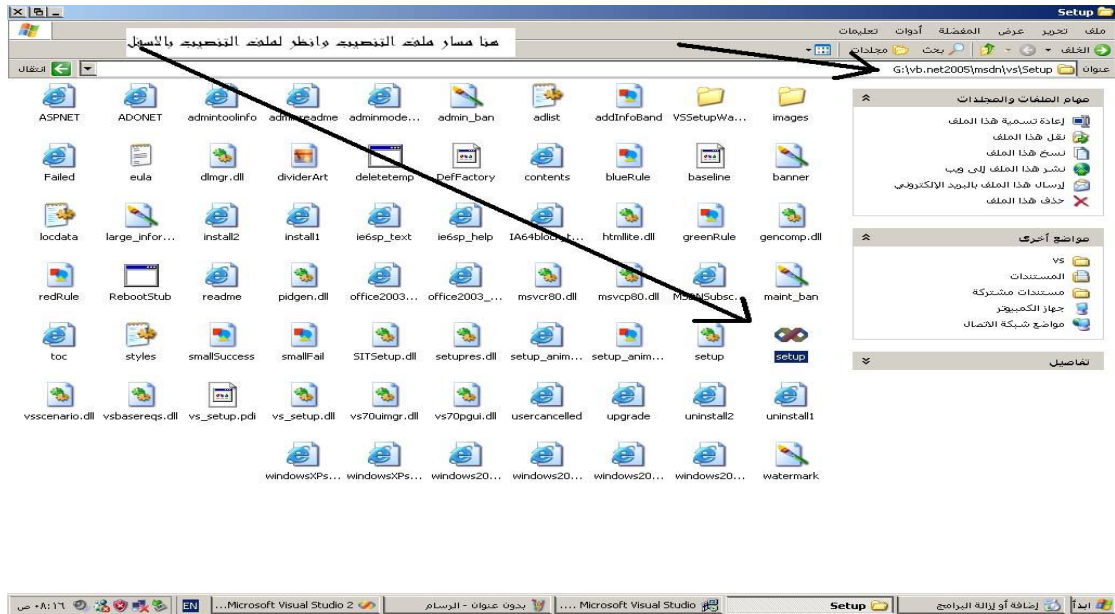 Setup
ملف تحرير عرض المفضلة أدوات تعليمات
الخلف بحث مجلدات
عنوان G:\vb.net2005\msdn\vs\Setup انتقال
هنا مسار ملف التنصيب وانظر لملف التنصيب بالاسفل
مهام الملفات والمجلدات
إعادة تسمية هذا الملف
نقل هذا الملف
نسخ هذا الملف
نشر هذا الملف إلى ويب
إرسال هذا الملف بالبريد الإلكتروني
حذف هذا الملف
مواضع أخرى
vs
المستندات
مستندات مشتركة
جهاز الكمبيوتر
مواضع شبكة الاتصال
تفاصيل
images VSSetupWa... addInfoBand adlist admin_ban adminmode... adminreadme admintoolinfo ADONET ASPNET
banner baseline blueRule contents DefFactory deletetemp dividerArt dlmgr.dll eula Failed
gencomp.dll greenRule htmllite.dll ie6sp_help ie6sp_text install1 install2 large_infor... locdata
maint_ban MSDNSubsc... msvcp80.dll msvcr80.dll office2003_... office2003... pidgen.dll readme RebootStub redRule
setup setup setup_anim... setup_anim... setupres.dll SITSetup.dll smallFail smallSuccess styles toc
uninstall1 uninstall2 upgrade usercancelled vs70pgui.dll vs70uimgr.dll vs_setup.dll vs_setup.pdi vsbasereqs.dll vsscenario.dll
watermark windows20... windows20... windows20... windows20... windowsXPs... windowsXPs...
ابدأ إضافة أو إزالة البرامج Setup Microsoft Visual Studio .... بدون عنوان - الرسام Microsoft Visual Studio 2... EN ٠٨:١٦ ص